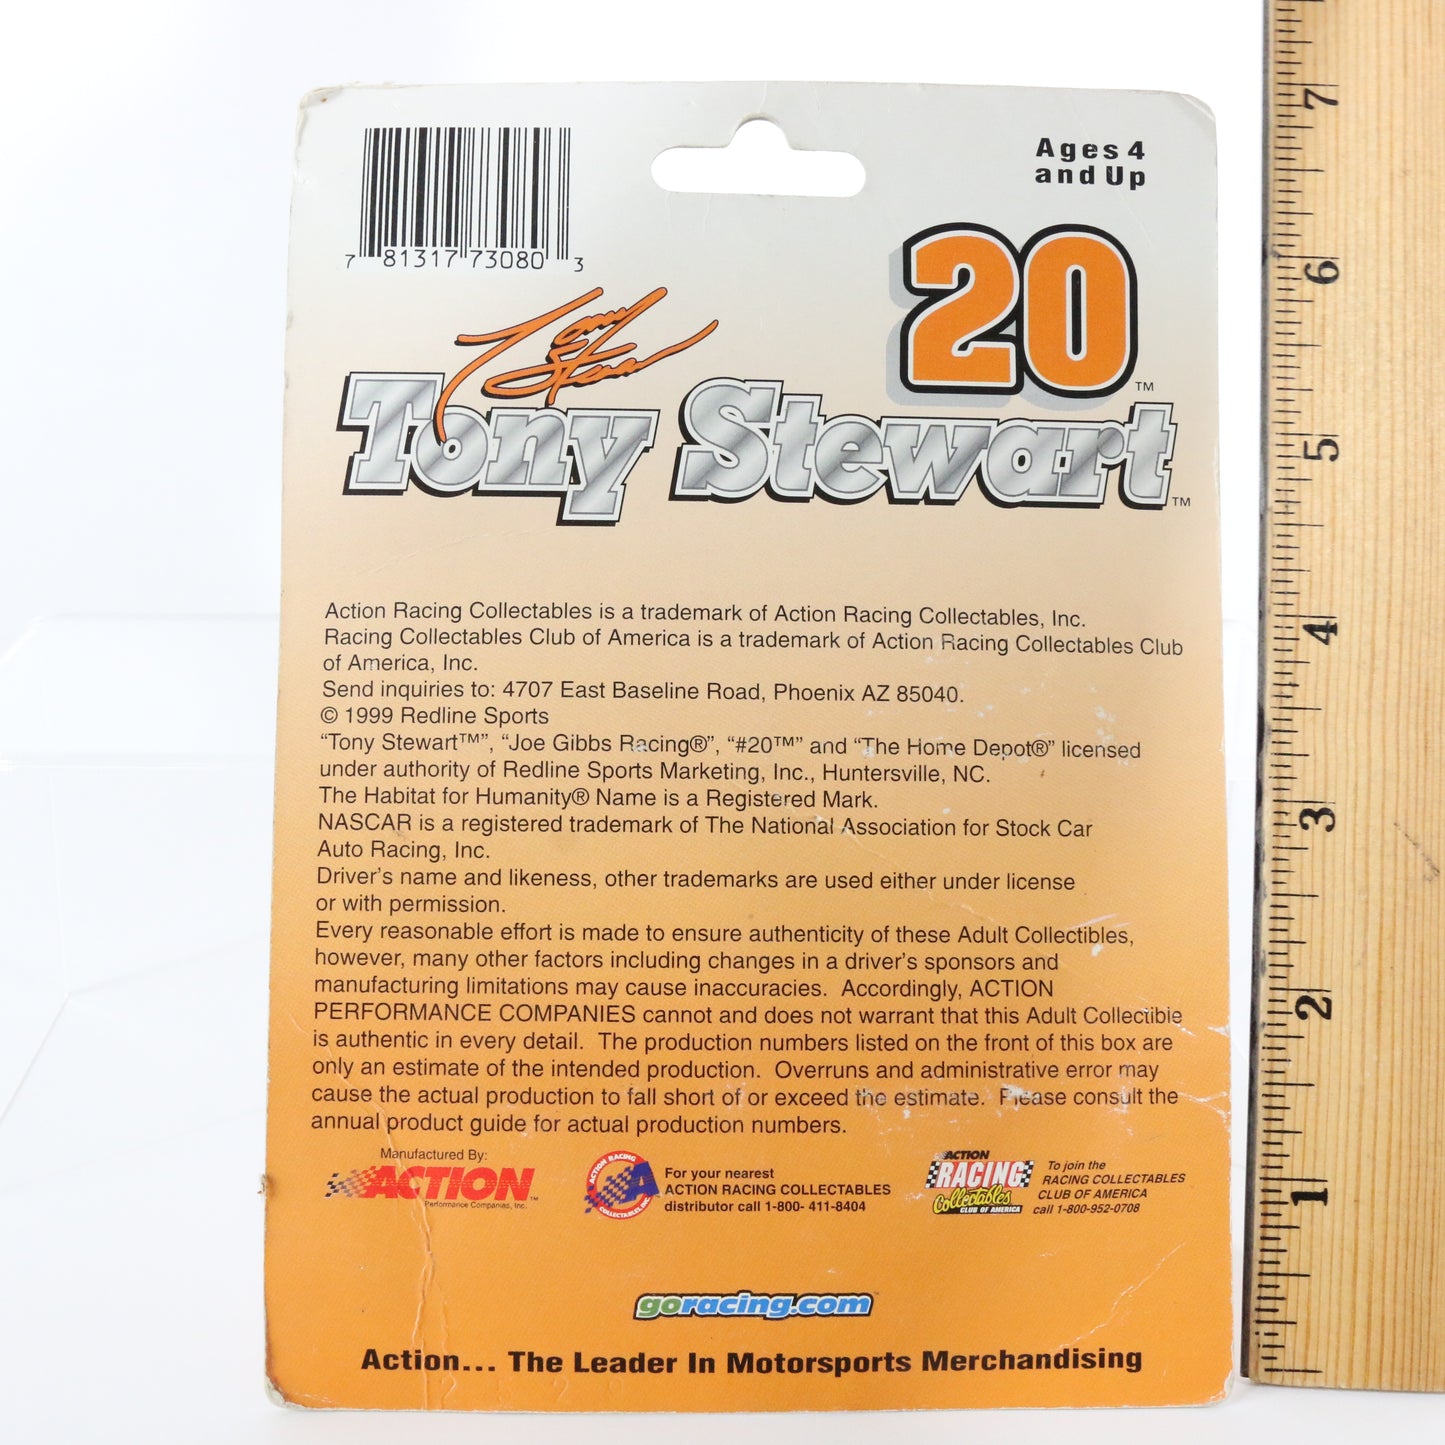 7 81317 73080 3
Ages 4
and Up
20™
Tony Stewart
Tony Stewart™
Action Racing Collectables is a trademark of Action Racing Collectables, Inc.
Racing Collectables Club of America is a trademark of Action Racing Collectables Club
of America, Inc.
Send inquiries to: 4707 East Baseline Road, Phoenix AZ 85040.
© 1999 Redline Sports
“Tony Stewart™”, “Joe Gibbs Racing®”, “#20™” and “The Home Depot®” licensed
under authority of Redline Sports Marketing, Inc., Huntersville, NC.
The Habitat for Humanity® Name is a Registered Mark.
NASCAR is a registered trademark of The National Association for Stock Car
Auto Racing, Inc.
Driver’s name and likeness, other trademarks are used either under license
or with permission.
Every reasonable effort is made to ensure authenticity of these Adult Collectibles,
however, many other factors including changes in a driver’s sponsors and
manufacturing limitations may cause inaccuracies.  Accordingly, ACTION
PERFORMANCE COMPANIES cannot and does not warrant that this Adult Collectible
is authentic in every detail.  The production numbers listed on the front of this box are
only an estimate of the intended production.  Overruns and administrative error may
cause the actual production to fall short of or exceed the estimate.  Please consult the
annual product guide for actual production numbers.
Manufactured By:
ACTION™
Performance Companies, Inc.
ACTION RACING
A
COLLECTABLES, INC.
For your nearest
ACTION RACING COLLECTABLES
distributor call 1-800- 411-8404
ACTION
RACING
Collectables
CLUB OF AMERICA
To join the
RACING COLLECTABLES
CLUB OF AMERICA
call 1-800-952-0708
goracing.com
Action... The Leader In Motorsports Merchandising
7
6
5
4
3
2
1